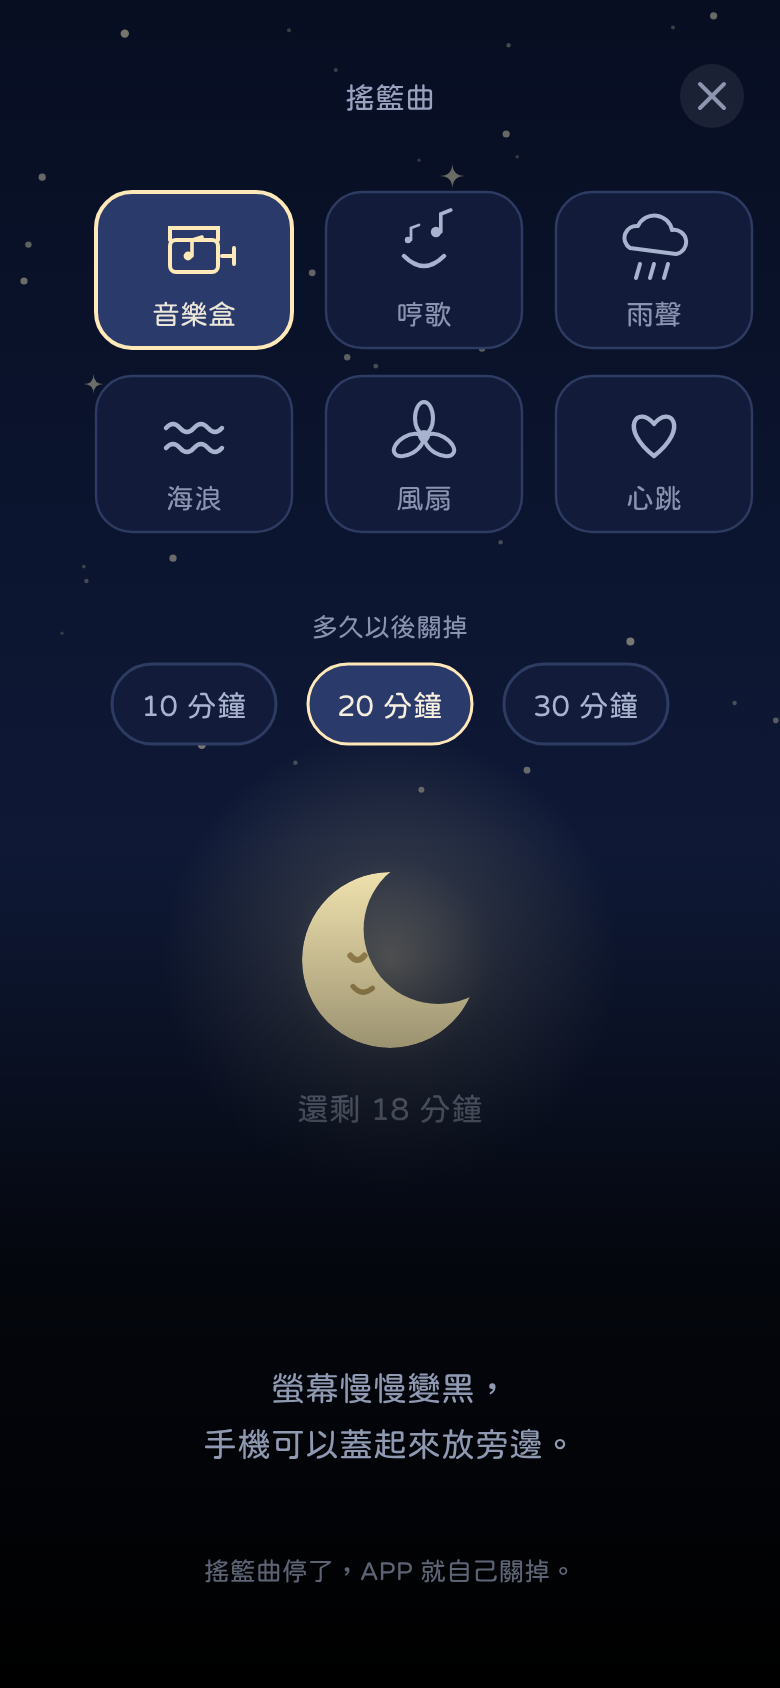 搖籃曲
音樂盒
哼歌
雨聲
海浪
風扇
心跳
多久以後關掉
10 分鐘
20 分鐘
30 分鐘
還剩 18 分鐘
螢幕慢慢變黑，
手機可以蓋起來放旁邊。
搖籃曲停了，APP 就自己關掉。